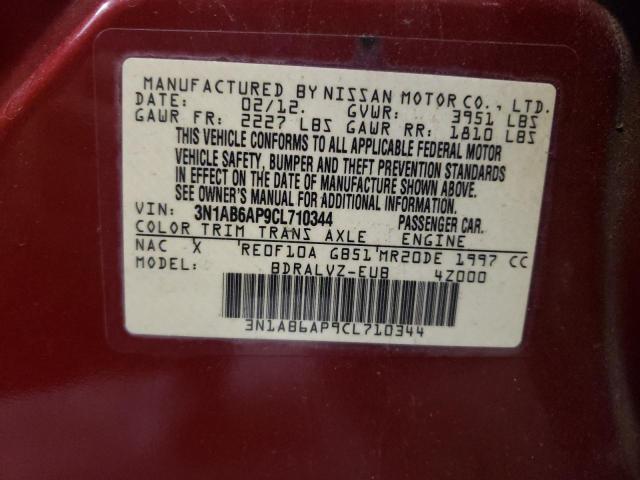 MANUFACTURED BY NISSAN MOTOR CO., LTD.
DATE: 02/12. GVWR: 3951 LBS
GAWR FR: 2227 LBS GAWR RR: 1810 LBS
THIS VEHICLE CONFORMS TO ALL APPLICABLE FEDERAL MOTOR
VEHICLE SAFETY, BUMPER AND THEFT PREVENTION STANDARDS
IN EFFECT ON THE DATE OF MANUFACTURE SHOWN ABOVE.
SEE OWNER'S MANUAL FOR ADDITIONAL INFORMATION.
VIN: 3N1AB6AP9CL710344 PASSENGER CAR.
COLOR TRIM TRANS AXLE ENGINE
NAC X 'RE0F10A GB51'MR20DE 1997 CC
BDRALVZ-EUB 4Z000
3N1AB6AP9CL710344